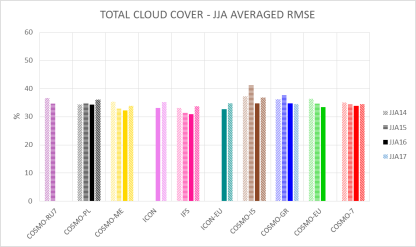 TOTAL CLOUD COVER - JJA AVERAGED RMSE
60
50
40
30
20
10
0
%
COSMO-RU7
COSMO-PL
COSMO-ME
ICON
IFS
ICON-EU
COSMO-I5
COSMO-GR
COSMO-EU
COSMO-7
JJA14
JJA15
JJA16
JJA17